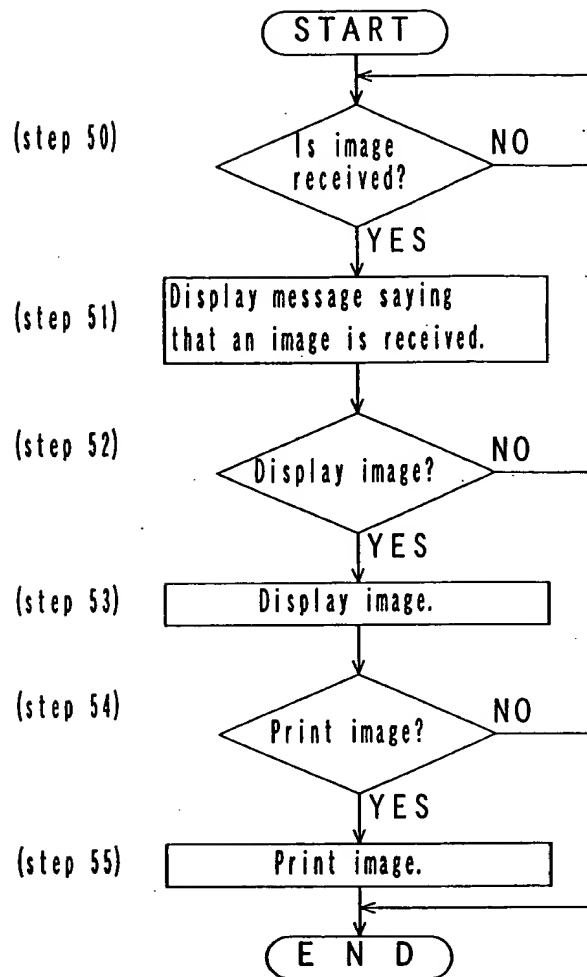 START
(step 50)
Is image
received?
NO
YES
(step 51)
Display message saying
that an image is received.
(step 52)
Display image?
NO
YES
(step 53)
Display image.
(step 54)
Print image?
NO
YES
(step 55)
Print image.
END